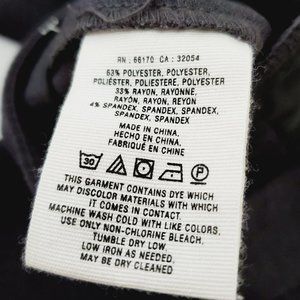 RN : 66170 CA : 32054
63% POLYESTER, POLYESTER,
POLIÉSTER, POLIESTERE, POLYESTER
33% RAYON, RAYONNE,
RAYON, RAYON, REYON
4% SPANDEX, SPANDEX, SPANDEX,
SPANDEX, SPANDEX
MADE IN CHINA.
HECHO EN CHINA.
FABRIQUÉ EN CHINE
30 P
THIS GARMENT CONTAINS DYE WHICH
MAY DISCOLOR MATERIALS WITH WHICH
IT COMES IN CONTACT.
MACHINE WASH COLD WITH LIKE COLORS.
USE ONLY NON-CHLORINE BLEACH.
TUMBLE DRY LOW.
LOW IRON AS NEEDED.
MAY BE DRY CLEANED.